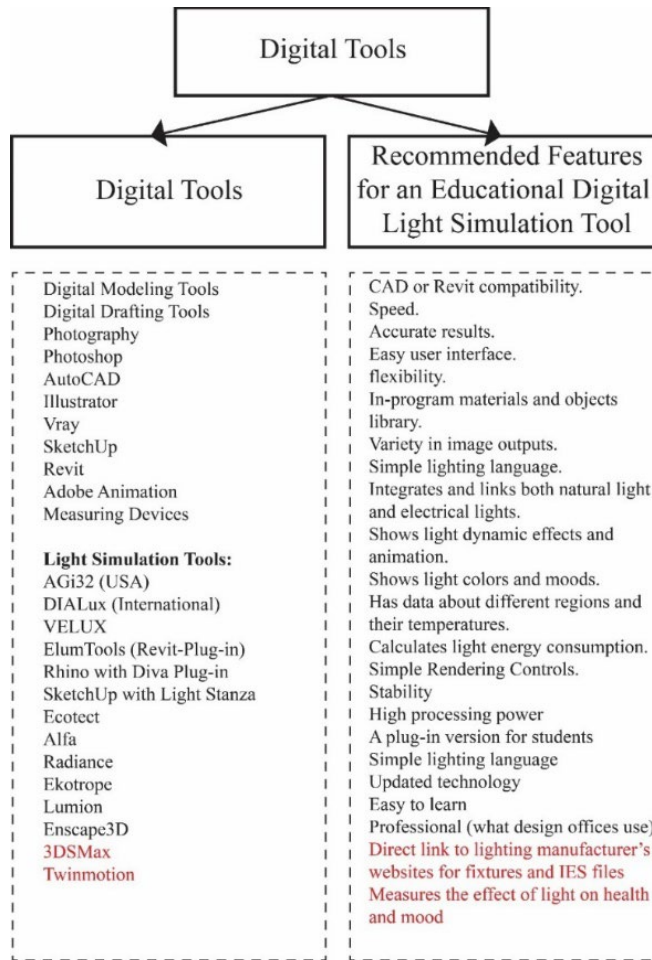 Digital Tools
Digital Tools
Recommended Features
for an Educational Digital
Light Simulation Tool
Digital Modeling Tools
Digital Drafting Tools
Photography
Photoshop
AutoCAD
Illustrator
Vray
SketchUp
Revit
Adobe Animation
Measuring Devices
Light Simulation Tools:
AGi32 (USA)
DIALux (International)
VELUX
ElumTools (Revit-Plug-in)
Rhino with Diva Plug-in
SketchUp with Light Stanza
Ecotect
Alfa
Radiance
Ekotrope
Lumion
Enscape3D
3DSMax
Twinmotion
CAD or Revit compatibility.
Speed.
Accurate results.
Easy user interface.
flexibility.
In-program materials and objects
library.
Variety in image outputs.
Simple lighting language.
Integrates and links both natural light
and electrical lights.
Shows light dynamic effects and
animation.
Shows light colors and moods.
Has data about different regions and
their temperatures.
Calculates light energy consumption.
Simple Rendering Controls.
Stability
High processing power
A plug-in version for students
Simple lighting language
Updated technology
Easy to learn
Professional (what design offices use)
Direct link to lighting manufacturer’s
websites for fixtures and IES files
Measures the effect of light on health
and mood